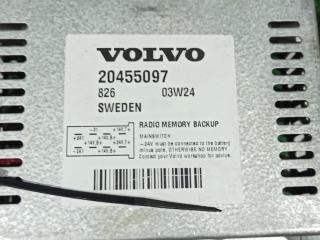 VOLVO
20455097
826 03W24
SWEDEN
RADIO MEMORY BACKUP
MAINSWITCH
-24V must be connected to the battery
minus pole, OTHERWISE NO MEMORY.
Contact your Volvo workshop for advice.